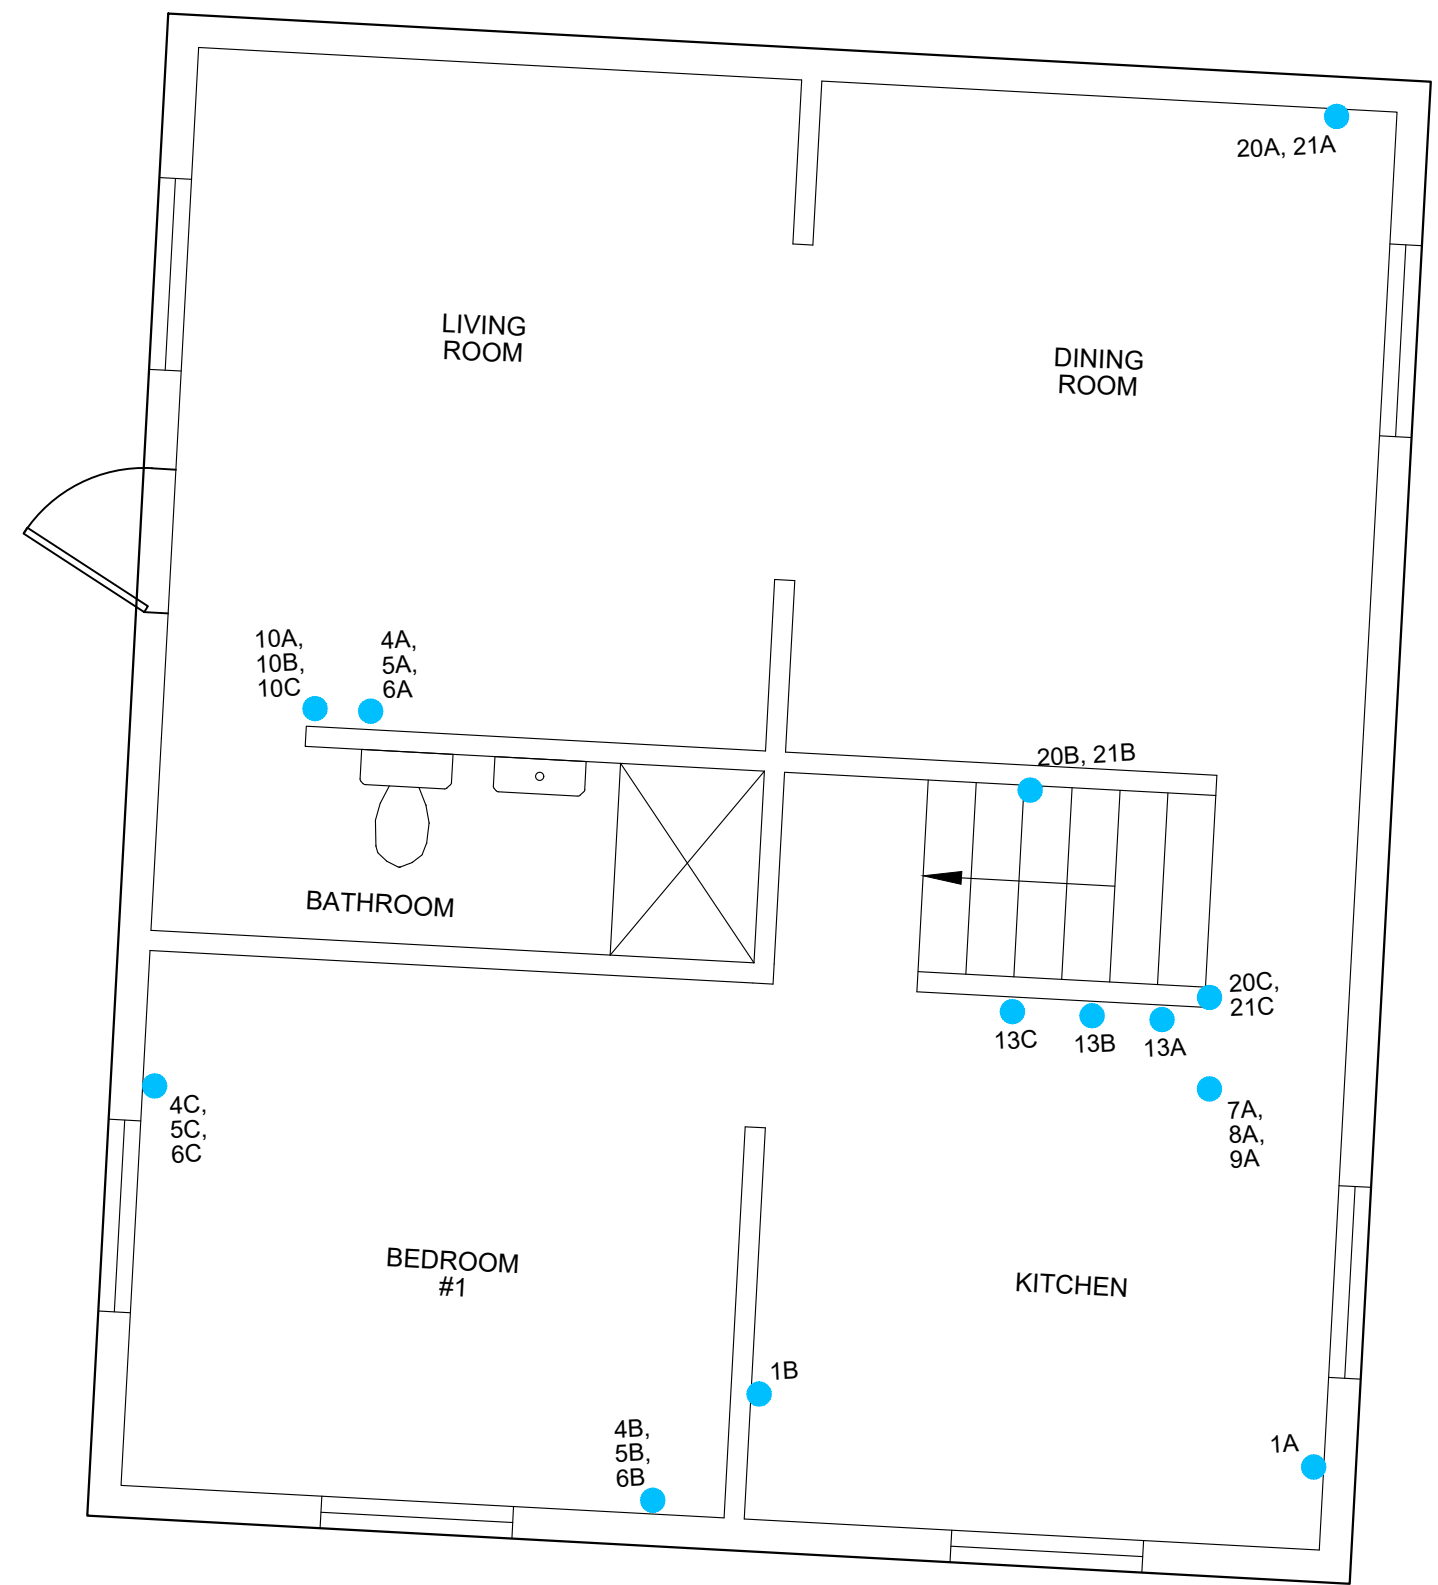 20A, 21A
LIVING
ROOM
DINING
ROOM
10A,
10B,
10C
4A,
5A,
6A
20B, 21B
BATHROOM
20C,
21C
13C
13B
13A
4C,
5C,
6C
7A,
8A,
9A
BEDROOM
#1
KITCHEN
1B
4B,
5B,
6B
1A